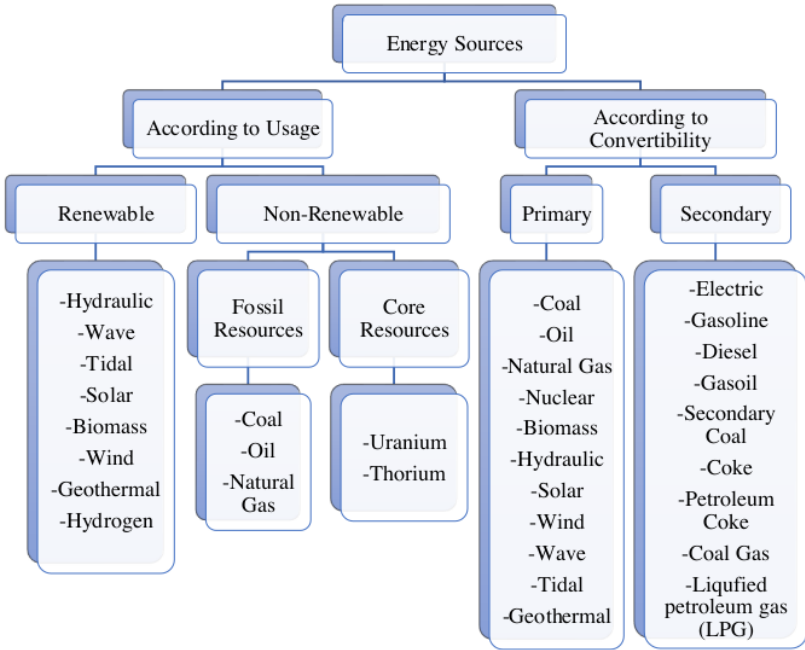 Energy Sources
According to Usage
According to
Convertibility
Renewable
Non-Renewable
Primary
Secondary
-Hydraulic
-Wave
-Tidal
-Solar
-Biomass
-Wind
-Geothermal
-Hydrogen
Fossil
Resources
Core
Resources
-Coal
-Oil
-Natural
Gas
-Uranium
-Thorium
-Coal
-Oil
-Natural Gas
-Nuclear
-Biomass
-Hydraulic
-Solar
-Wind
-Wave
-Tidal
-Geothermal
-Electric
-Gasoline
-Diesel
-Gasoil
-Secondary
Coal
-Coke
-Petroleum
Coke
-Coal Gas
-Liqufied
petroleum gas
(LPG)